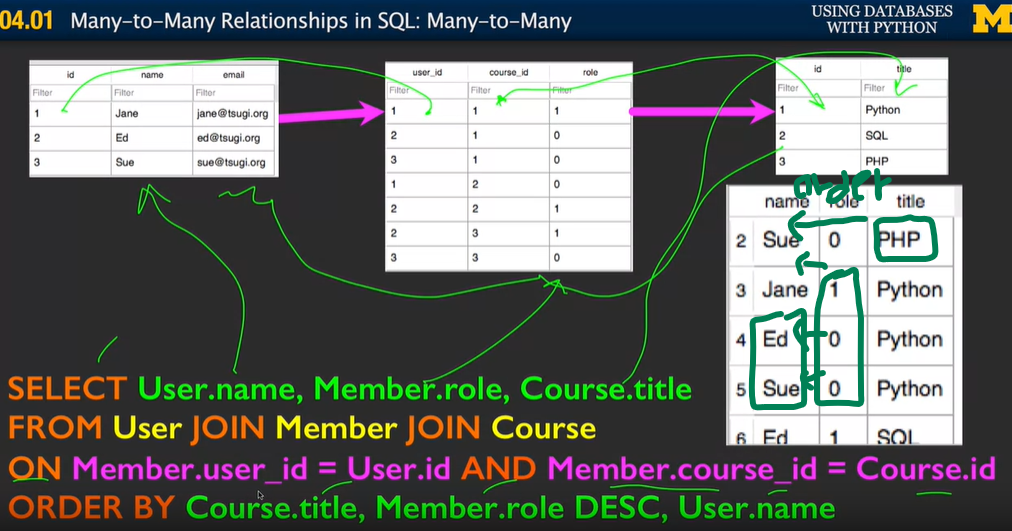 04.01 Many-to-Many Relationships in SQL: Many-to-Many
USING DATABASES
WITH PYTHON
M
id name email
Filter Filter Filter
1 Jane jane@tsugi.org
2 Ed ed@tsugi.org
3 Sue sue@tsugi.org
user_id course_id role
Filter Filter Filter
1 1 1
2 1 0
3 1 0
1 2 0
2 2 1
2 3 1
3 3 0
id title
Filter Filter
1 Python
2 SQL
3 PHP
order
name role title
2 Sue 0 PHP
3 Jane 1 Python
4 Ed 0 Python
5 Sue 0 Python
6 Ed 1 SQL
SELECT User.name, Member.role, Course.title
FROM User JOIN Member JOIN Course
ON Member.user_id = User.id AND Member.course_id = Course.id
ORDER BY Course.title, Member.role DESC, User.name